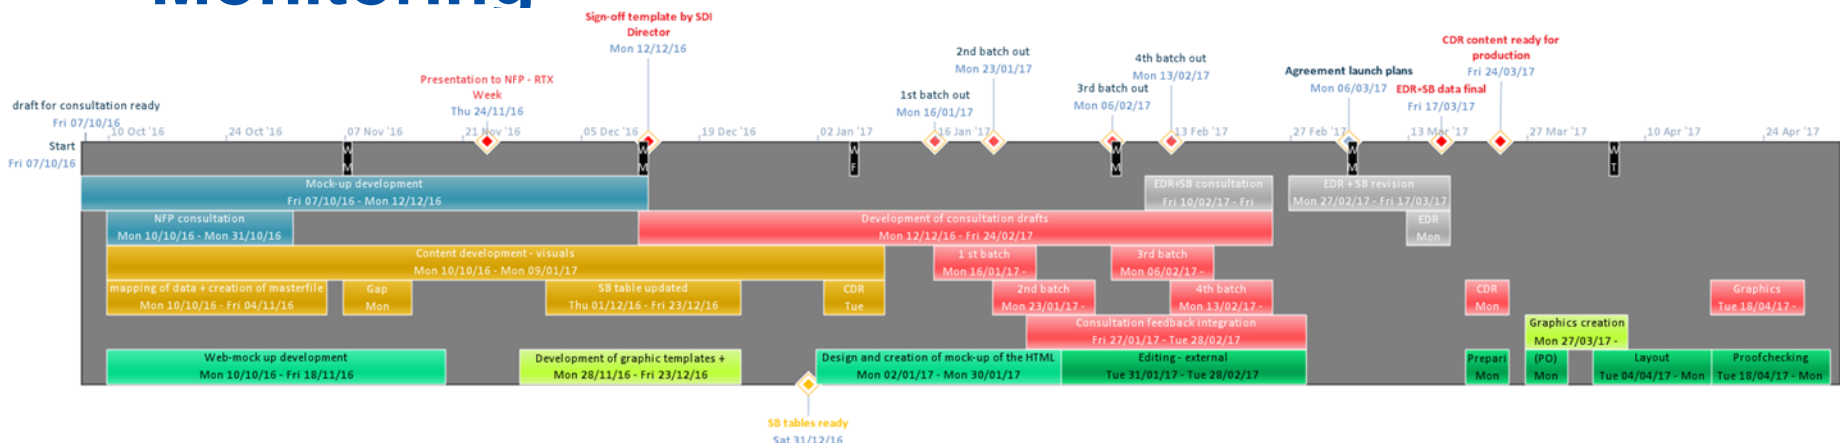 Monitoring
Sign-off template by SDI
Director
Mon 12/12/16
CDR content ready for
production
Fri 24/03/17
2nd batch out
Mon 23/01/17
4th batch out
Mon 13/02/17
Agreement launch plans
Mon 06/03/17
Presentation to NFP - RTX
Week
Thu 24/11/16
1st batch out
Mon 16/01/17
3rd batch out
Mon 06/02/17
EDR+SB data final
Fri 17/03/17
draft for consultation ready
Fri 07/10/16
10 Oct '16
24 Oct '16
07 Nov '16
21 Nov '16
05 Dec '16
19 Dec '16
02 Jan '17
16 Jan '17
13 Feb '17
27 Feb '17
13 Mar '17
27 Mar '17
10 Apr '17
24 Apr '17
Start
Fri 07/10/16
W
M
W
M
W
F
W
M
W
M
W
T
Mock-up development
Fri 07/10/16 - Mon 12/12/16
EDR+SB consultation
Fri 10/02/17 - Fri
EDR + SB revision
Mon 27/02/17 - Fri 17/03/17
NFP consultation
Mon 10/10/16 - Mon 31/10/16
Development of consultation drafts
Mon 12/12/16 - Fri 24/02/17
EDR
Mon
Content development - visuals
Mon 10/10/16 - Mon 09/01/17
1 st batch
Mon 16/01/17 -
3rd batch
Mon 06/02/17 -
mapping of data + creation of masterfile
Mon 10/10/16 - Fri 04/11/16
Gap
Mon
SB table updated
Thu 01/12/16 - Fri 23/12/16
CDR
Tue
2nd batch
Mon 23/01/17 -
4th batch
Mon 13/02/17 -
CDR
Mon
Graphics
Tue 18/04/17 -
Consultation feedback integration
Fri 27/01/17 - Tue 28/02/17
Graphics creation
Mon 27/03/17 -
Web-mock up development
Mon 10/10/16 - Fri 18/11/16
Development of graphic templates +
Mon 28/11/16 - Fri 23/12/16
Design and creation of mock-up of the HTML
Mon 02/01/17 - Mon 30/01/17
Editing - external
Tue 31/01/17 - Tue 28/02/17
Prepari
Mon
(PO)
Mon
Layout
Tue 04/04/17 - Mon
Proofchecking
Tue 18/04/17 - Mon
SB tables ready
Sat 31/12/16